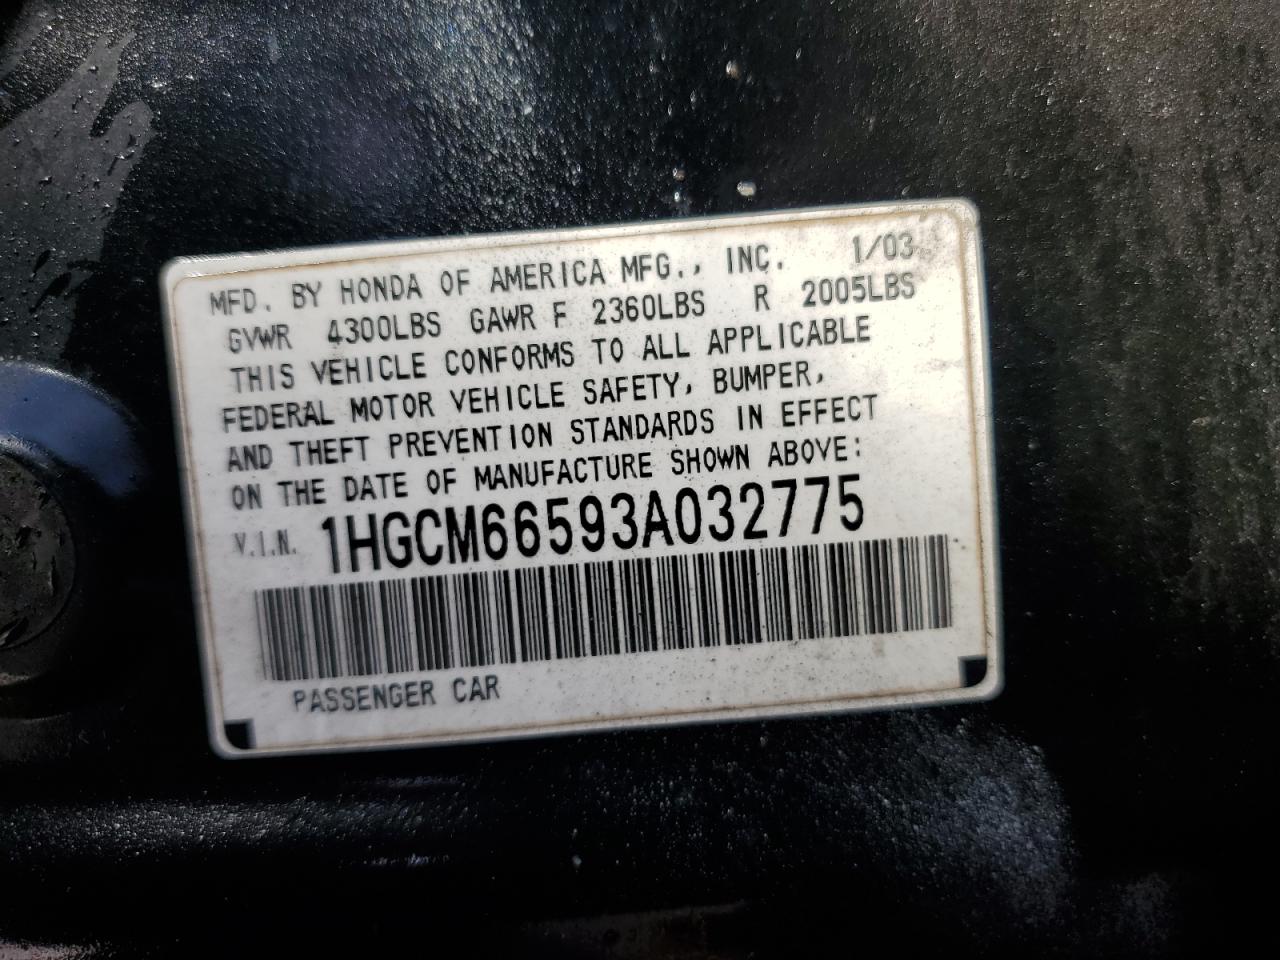 MFD. BY HONDA OF AMERICA MFG., INC. 1/03
GVWR 4300LBS GAWR F 2360LBS R 2005LBS
THIS VEHICLE CONFORMS TO ALL APPLICABLE
FEDERAL MOTOR VEHICLE SAFETY, BUMPER,
AND THEFT PREVENTION STANDARDS IN EFFECT
ON THE DATE OF MANUFACTURE SHOWN ABOVE:
V.I.N. 1HGCM66593A032775
PASSENGER CAR